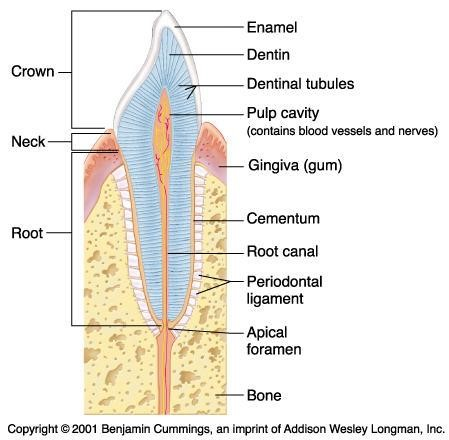 Enamel
Dentin
Crown
Dentinal tubules
Pulp cavity
(contains blood vessels and nerves)
Neck
Gingiva (gum)
Cementum
Root
Root canal
Periodontal
ligament
Apical
foramen
Bone
Copyright © 2001 Benjamin Cummings, an imprint of Addison Wesley Longman, Inc.